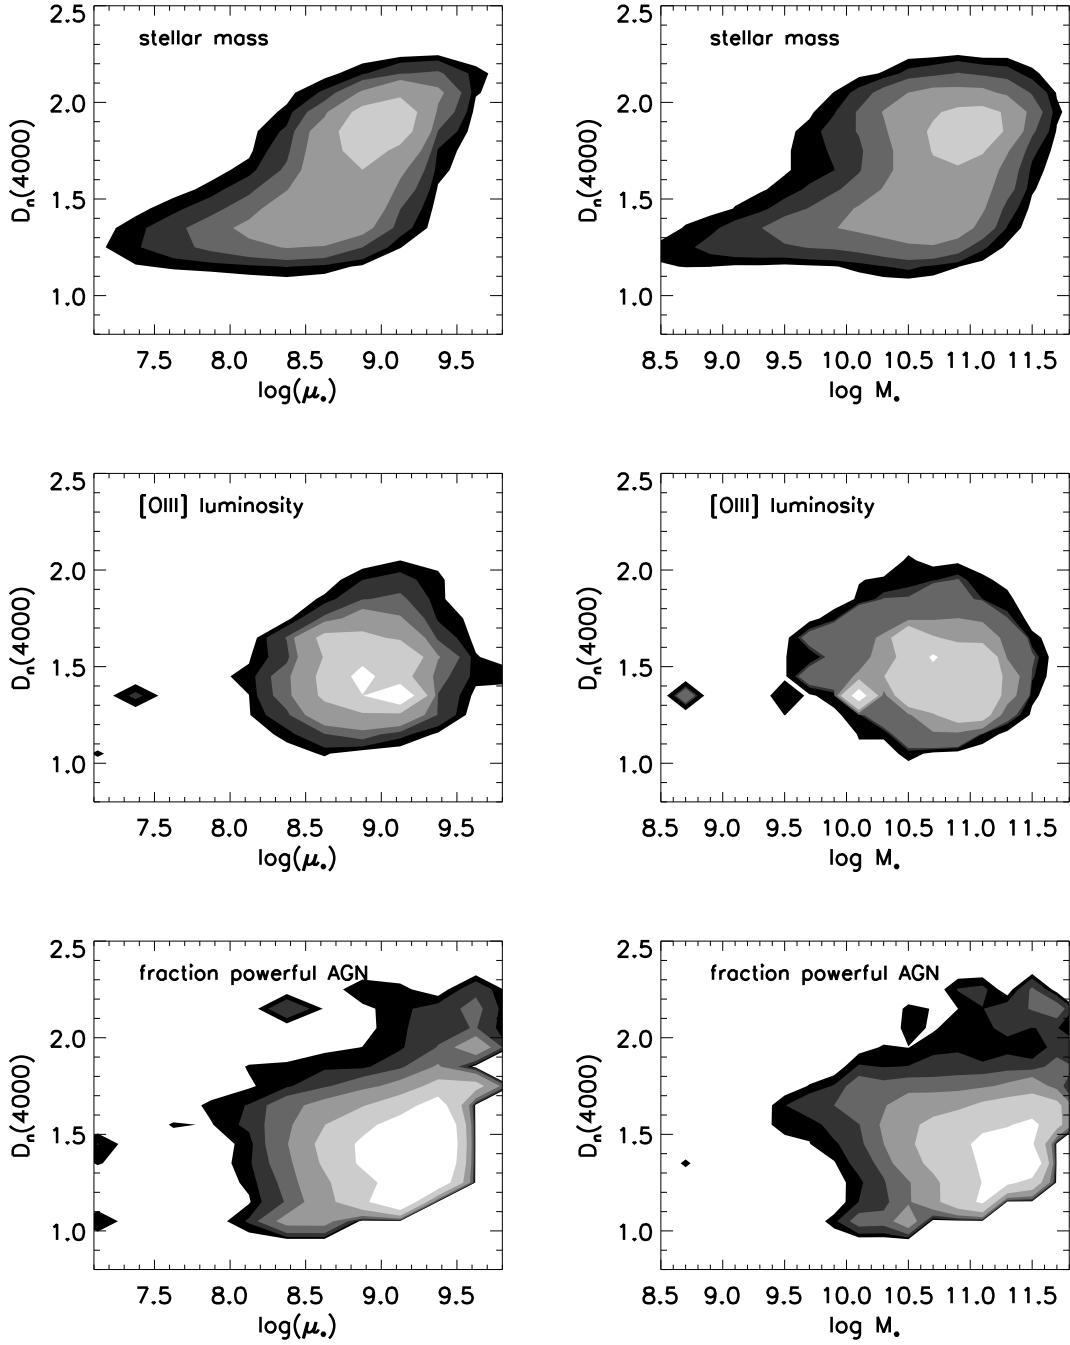 stellar mass
2.5
2.0
1.5
1.0
Dn(4000)
7.5 8.0 8.5 9.0 9.5
log(μ*)
stellar mass
2.5
2.0
1.5
1.0
Dn(4000)
8.5 9.0 9.5 10.0 10.5 11.0 11.5
log M*
[OIII] luminosity
2.5
2.0
1.5
1.0
Dn(4000)
7.5 8.0 8.5 9.0 9.5
log(μ*)
[OIII] luminosity
2.5
2.0
1.5
1.0
Dn(4000)
8.5 9.0 9.5 10.0 10.5 11.0 11.5
log M*
fraction powerful AGN
2.5
2.0
1.5
1.0
Dn(4000)
7.5 8.0 8.5 9.0 9.5
log(μ*)
fraction powerful AGN
2.5
2.0
1.5
1.0
Dn(4000)
8.5 9.0 9.5 10.0 10.5 11.0 11.5
log M*